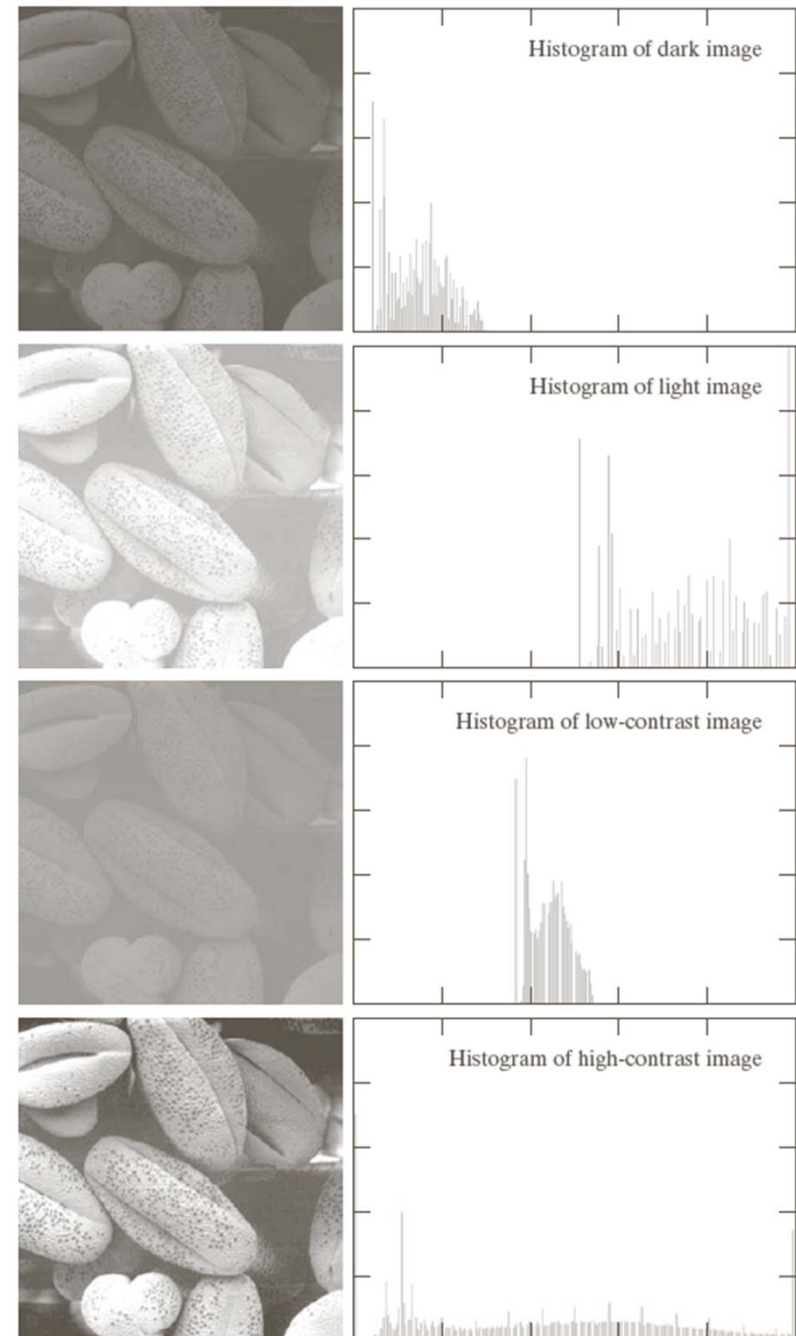 Histogram of dark image
Histogram of light image
Histogram of low-contrast image
Histogram of high-contrast image